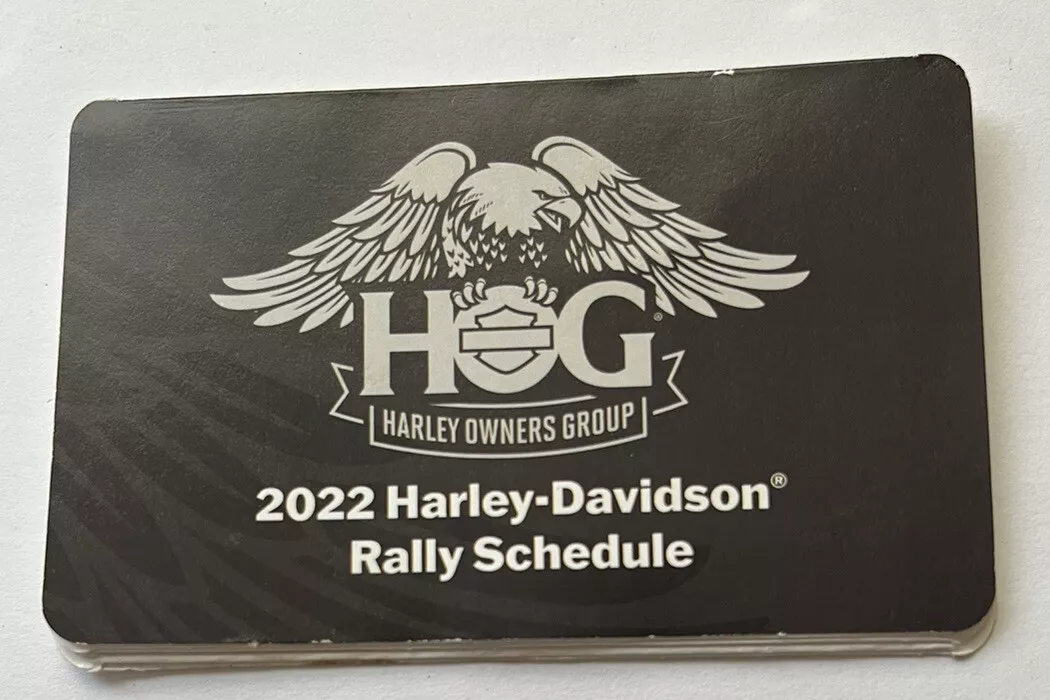 HOG®
HARLEY OWNERS GROUP
2022 Harley-Davidson®
Rally Schedule